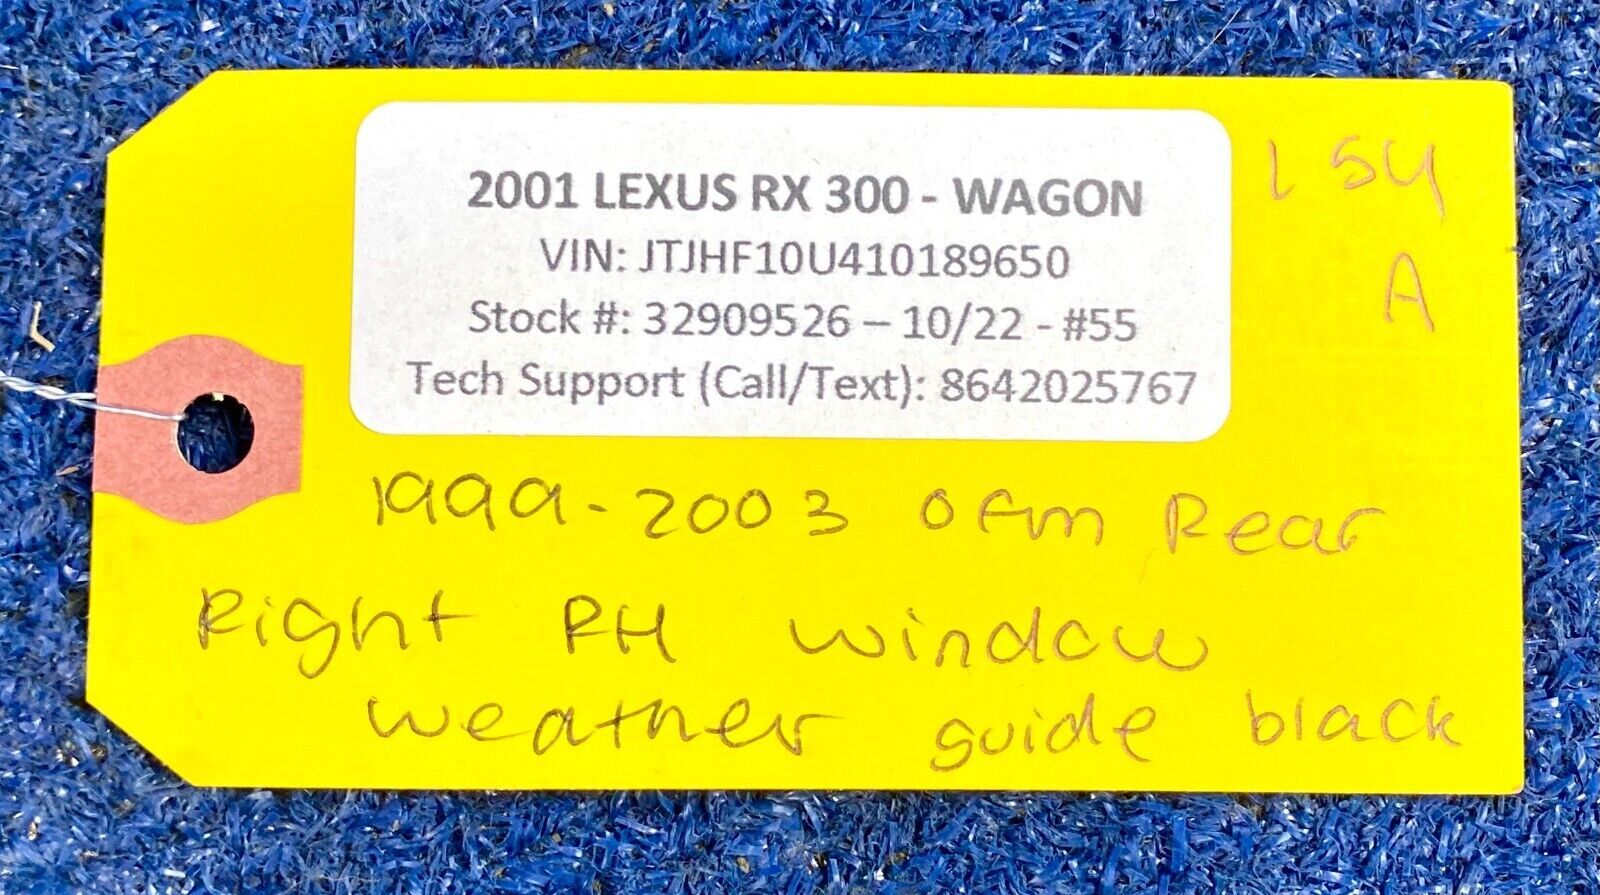 2001 LEXUS RX 300 - WAGON
VIN: JTJHF10U410189650
Stock #: 32909526 – 10/22 - #55
Tech Support (Call/Text): 8642025767
L54
A
1999-2003 OEM Rear
Right RH window
weather guide black